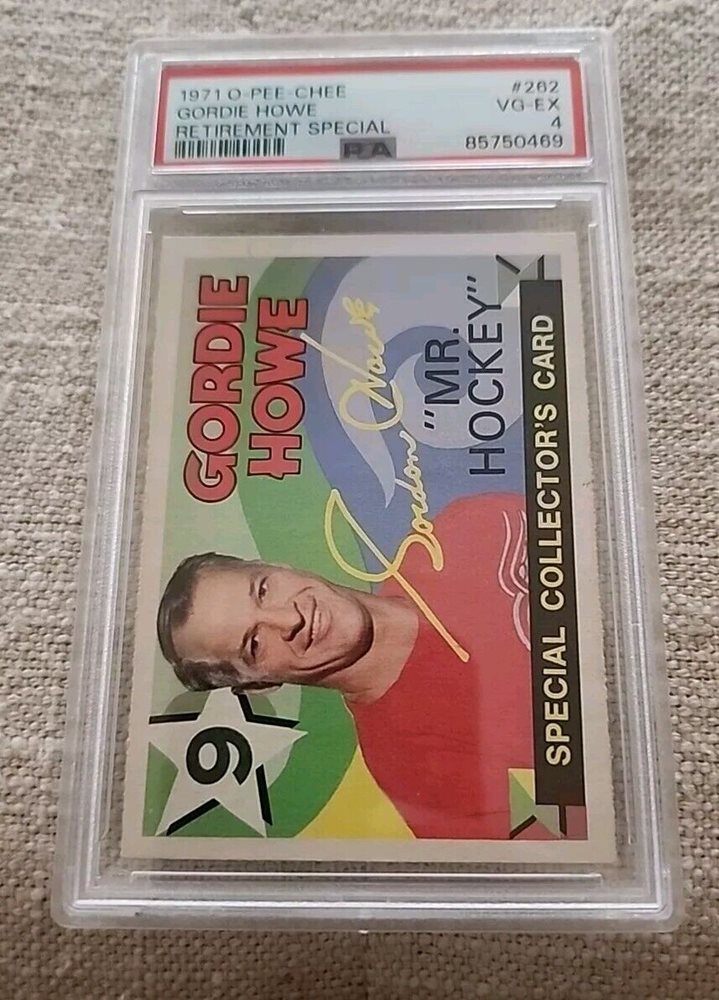 1971 O-PEE-CHEE #262
GORDIE HOWE VG-EX
RETIREMENT SPECIAL 4
PSA 85750469
GORDIE
HOWE
Gordon Howe
"MR.
HOCKEY"
9
SPECIAL COLLECTOR'S CARD